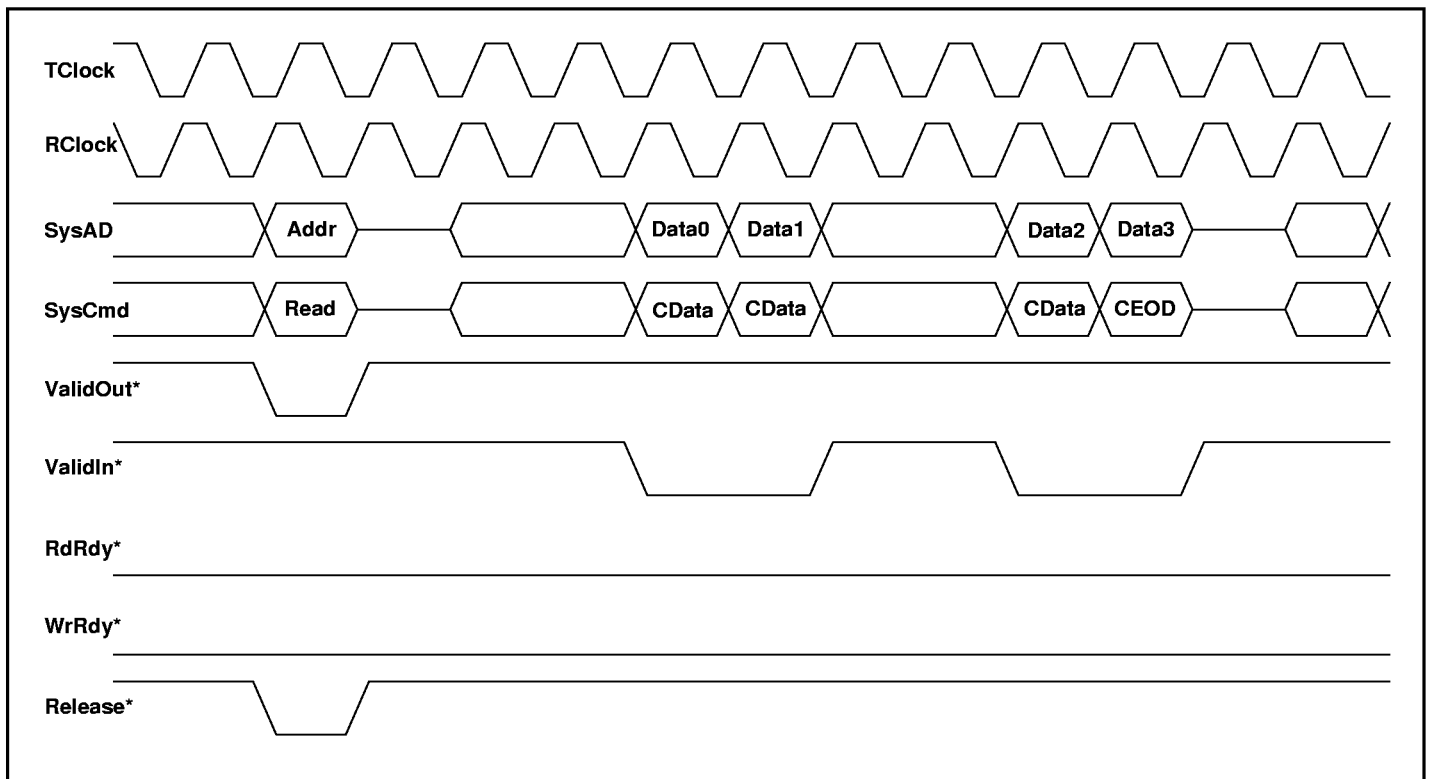 TClock
RClock
SysAD Addr Data0 Data1 Data2 Data3
SysCmd Read CData CData CData CEOD
ValidOut*
ValidIn*
RdRdy*
WrRdy*
Release*